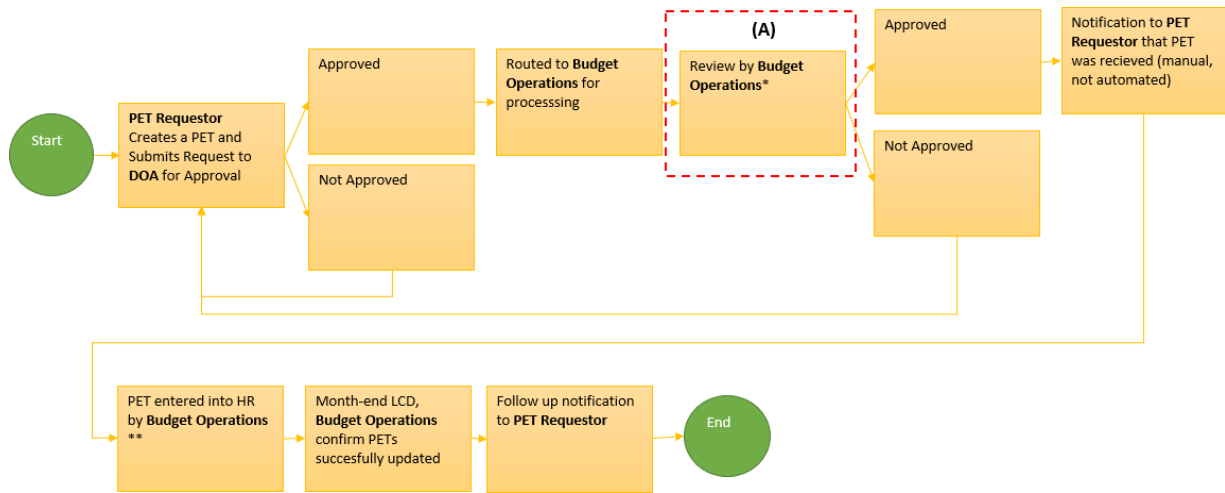 Start
PET Requestor
Creates a PET and
Submits Request to
DOA for Approval
Approved
Not Approved
Routed to Budget
Operations for
processsing
(A)
Review by Budget
Operations*
Approved
Not Approved
Notification to PET
Requestor that PET
was recieved (manual,
not automated)
PET entered into HR
by Budget Operations
**
Month-end LCD,
Budget Operations
confirm PETs
succesfully updated
Follow up notification
to PET Requestor
End